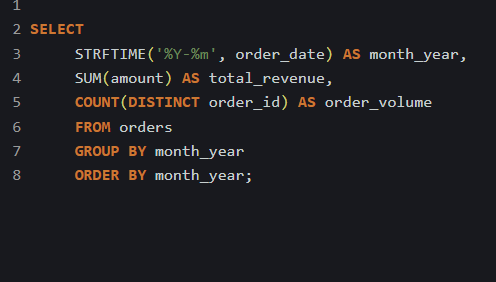 1
2 SELECT
3 STRFTIME('%Y-%m', order_date) AS month_year,
4 SUM(amount) AS total_revenue,
5 COUNT(DISTINCT order_id) AS order_volume
6 FROM orders
7 GROUP BY month_year
8 ORDER BY month_year;